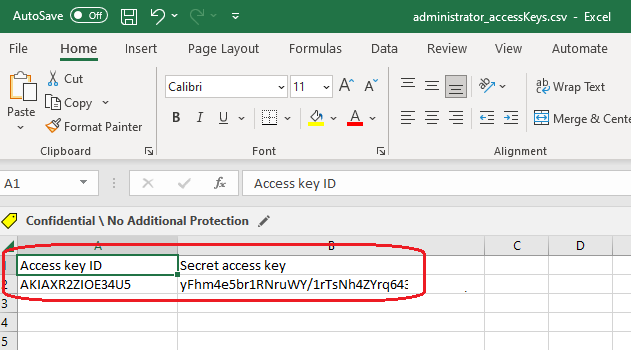 AutoSave Off administrator_accessKeys.csv - Excel
File Home Insert Page Layout Formulas Data Review View
Paste Cut Calibri 11 A A ab Wrap Text
Copy
Format Painter B I U A Merge & Cente
Clipboard Font Alignment
A1 fx Access key ID
Confidential \ No Additional Protection
A B C D E
1 Access key ID Secret access key
2 AKIAXR2ZIOE34U5 yFhm4e5br1RNruWY/1rTsNh4ZYrq643
3
4
5